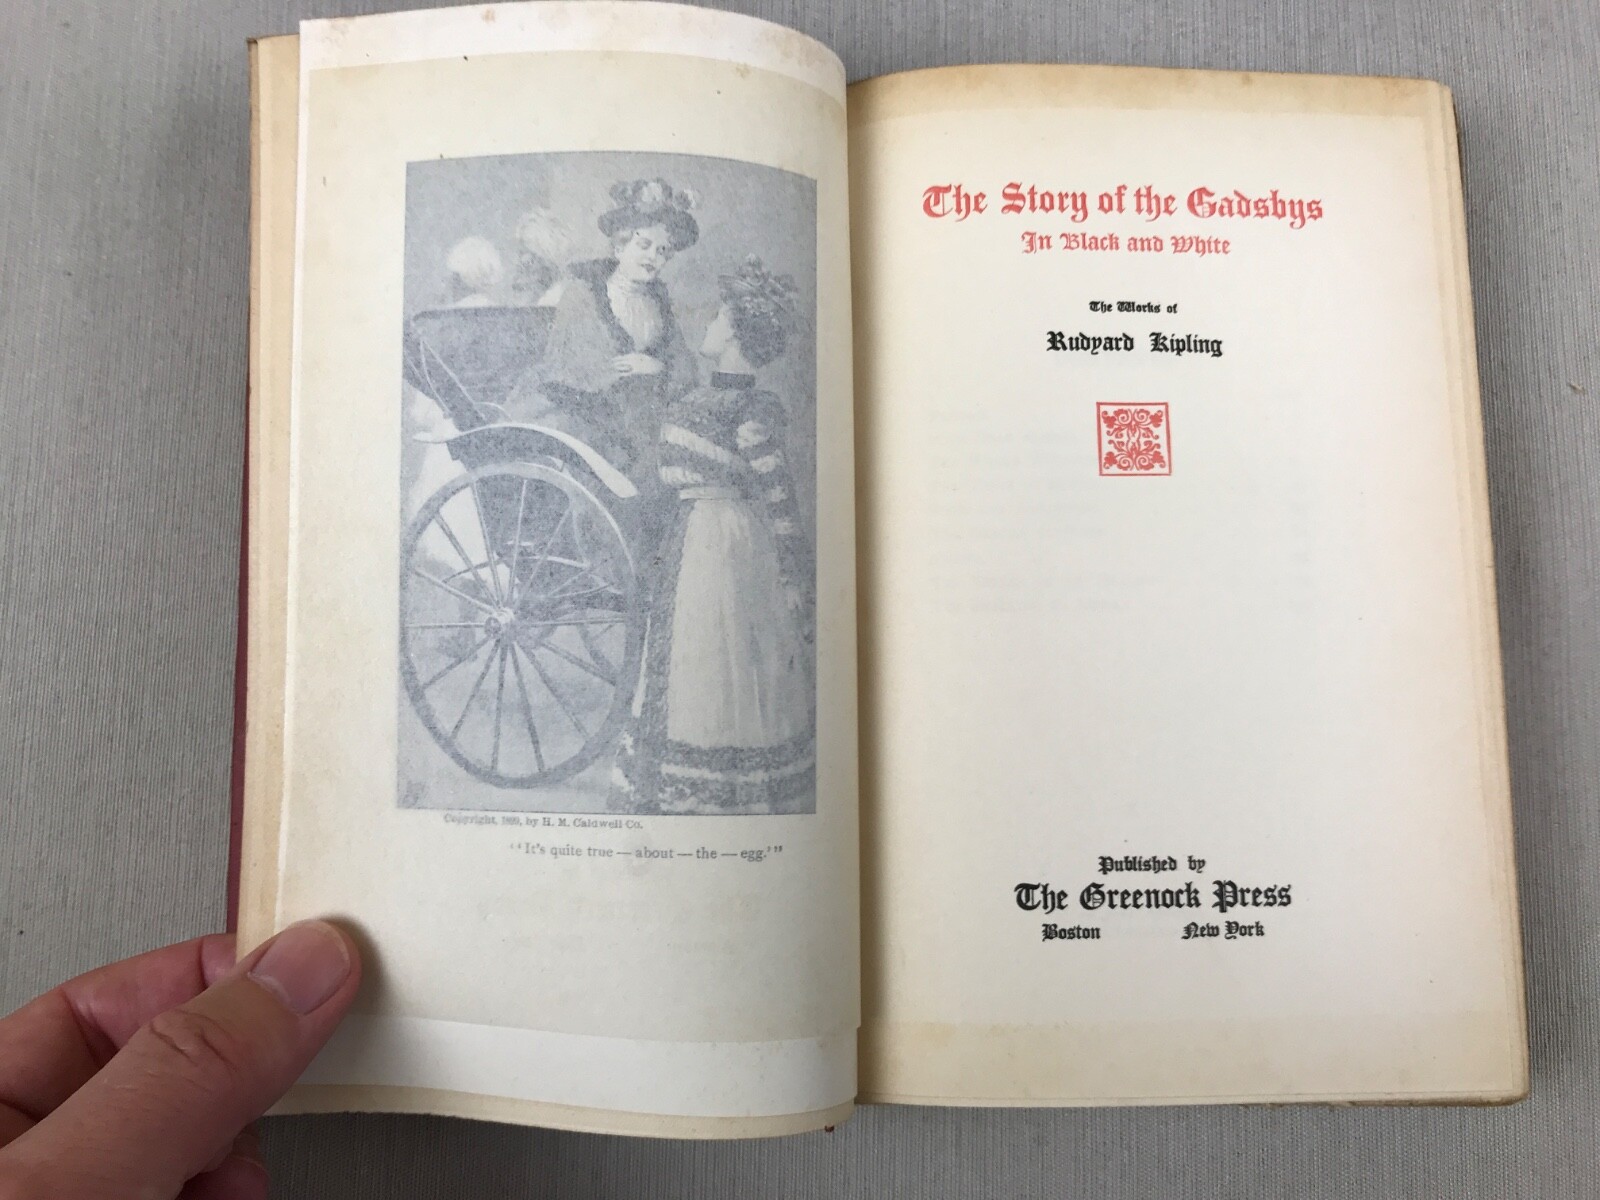 Copyright, 1899, by H. M. Caldwell Co.
"'It's quite true — about — the — egg.'"
The Story of the Gadsbys
In Black and White
The Works of
Rudyard Kipling
Published by
The Greenock Press
Boston New York